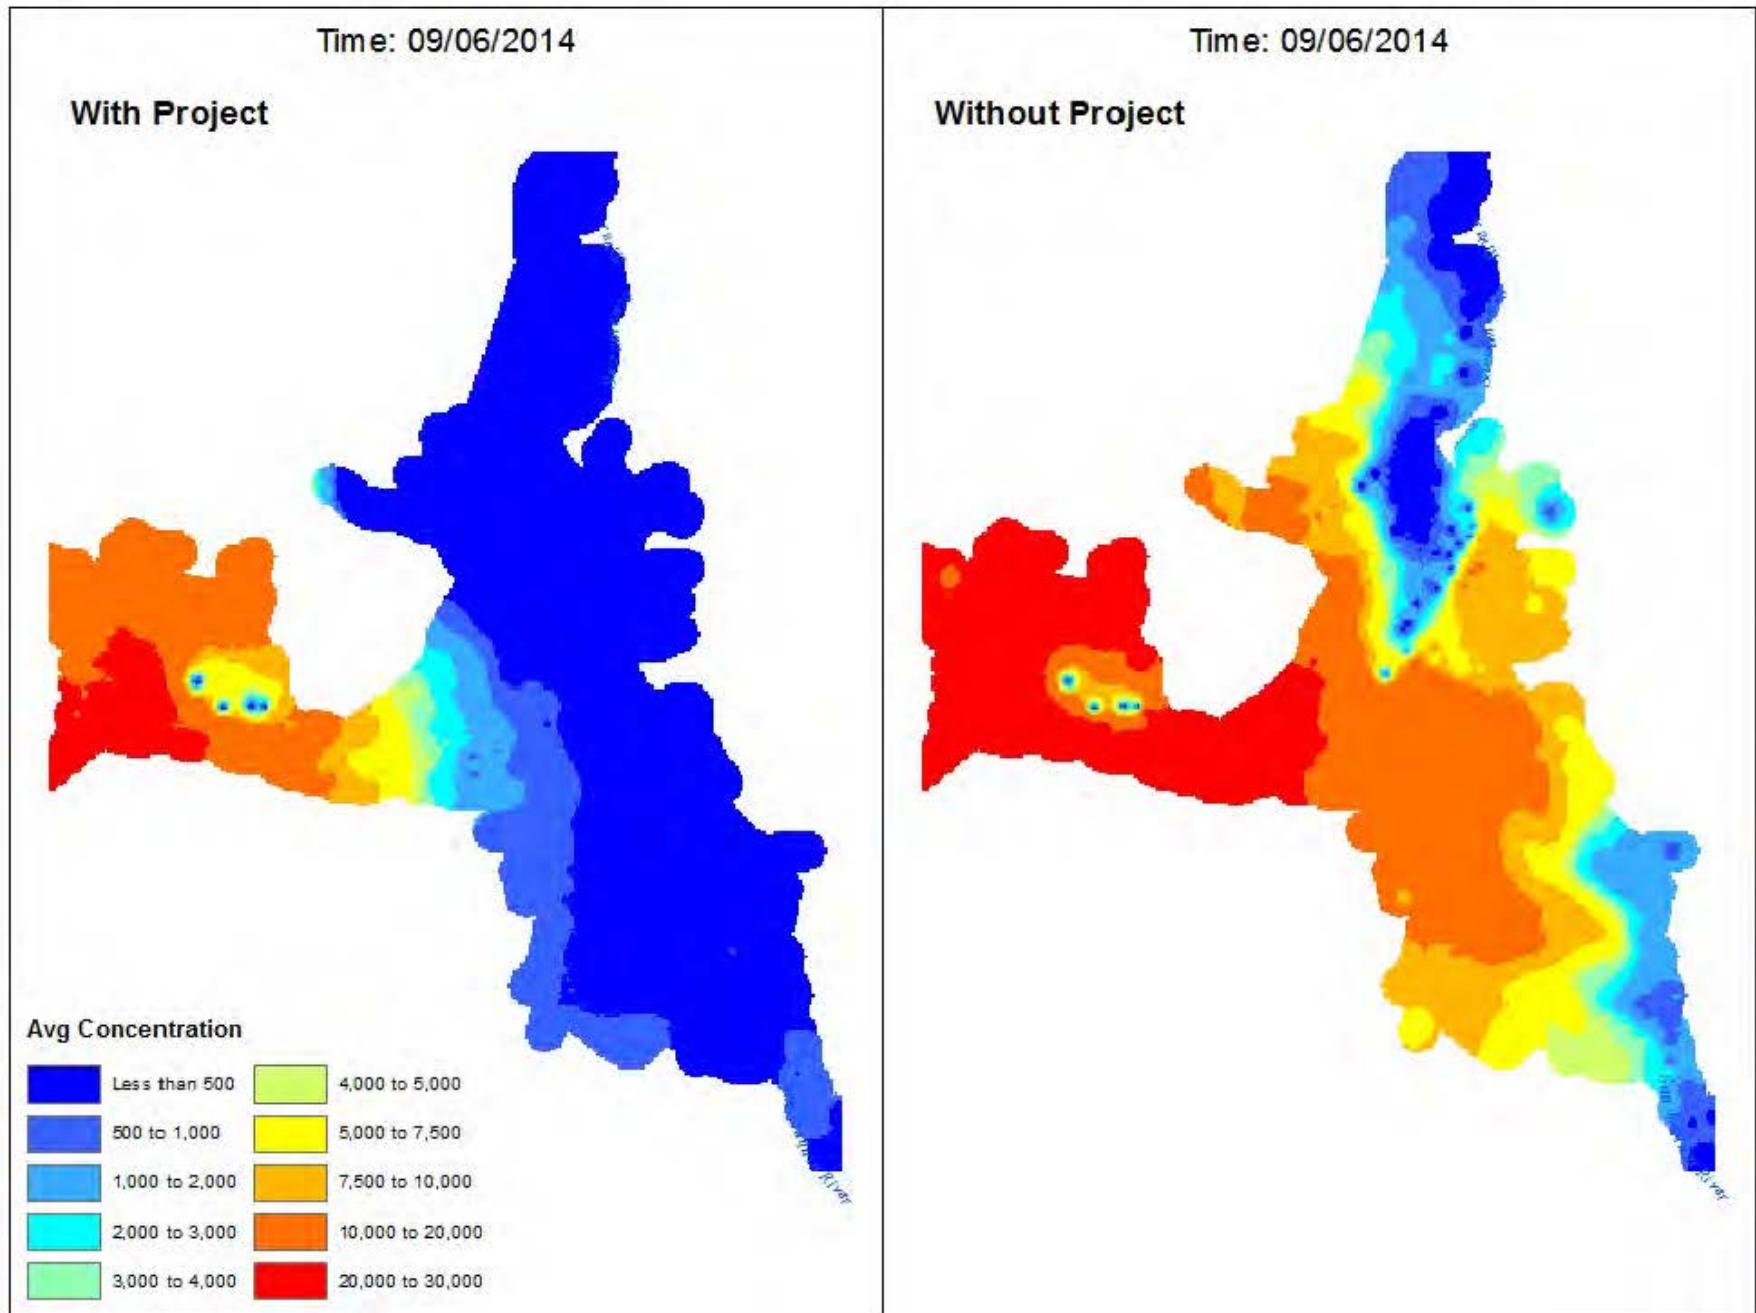 Time: 09/06/2014
With Project
Time: 09/06/2014
Without Project
Avg Concentration
Less than 500
500 to 1,000
1,000 to 2,000
2,000 to 3,000
3,000 to 4,000
4,000 to 5,000
5,000 to 7,500
7,500 to 10,000
10,000 to 20,000
20,000 to 30,000
River
River